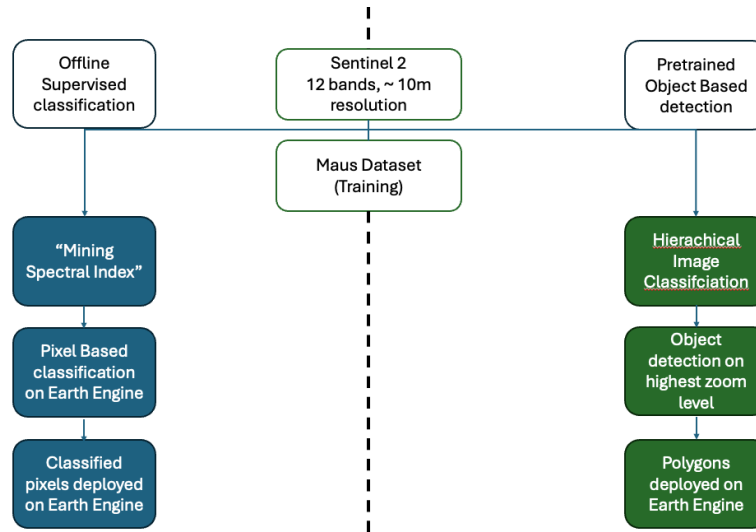 Offline
Supervised
classification
Sentinel 2
12 bands, ~ 10m
resolution
Pretrained
Object Based
detection
Maus Dataset
(Training)
“Mining
Spectral Index”
Pixel Based
classification
on Earth Engine
Classified
pixels deployed
on Earth Engine
Hierachical
Image
Classifciation
Object
detection on
highest zoom
level
Polygons
deployed on
Earth Engine